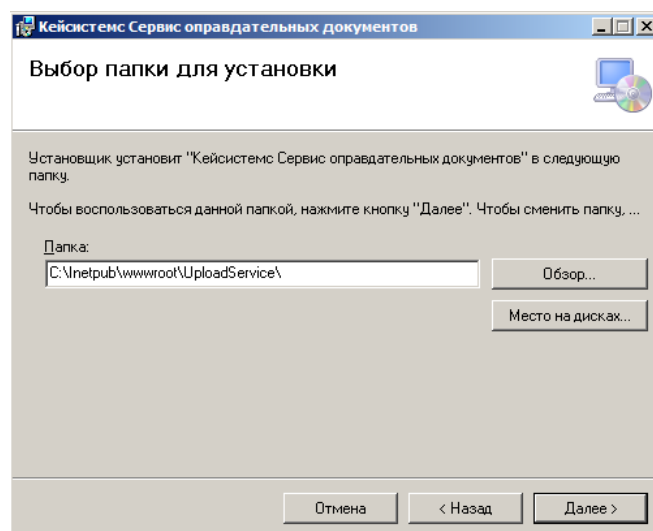 Кейсистемс Сервис оправдательных документов
Выбор папки для установки
Установщик установит "Кейсистемс Сервис оправдательных документов" в следующую
папку.
Чтобы воспользоваться данной папкой, нажмите кнопку "Далее". Чтобы сменить папку, ...
Папка:
C:\Inetpub\wwwroot\UploadService\
Обзор...
Место на дисках...
Отмена
< Назад
Далее >